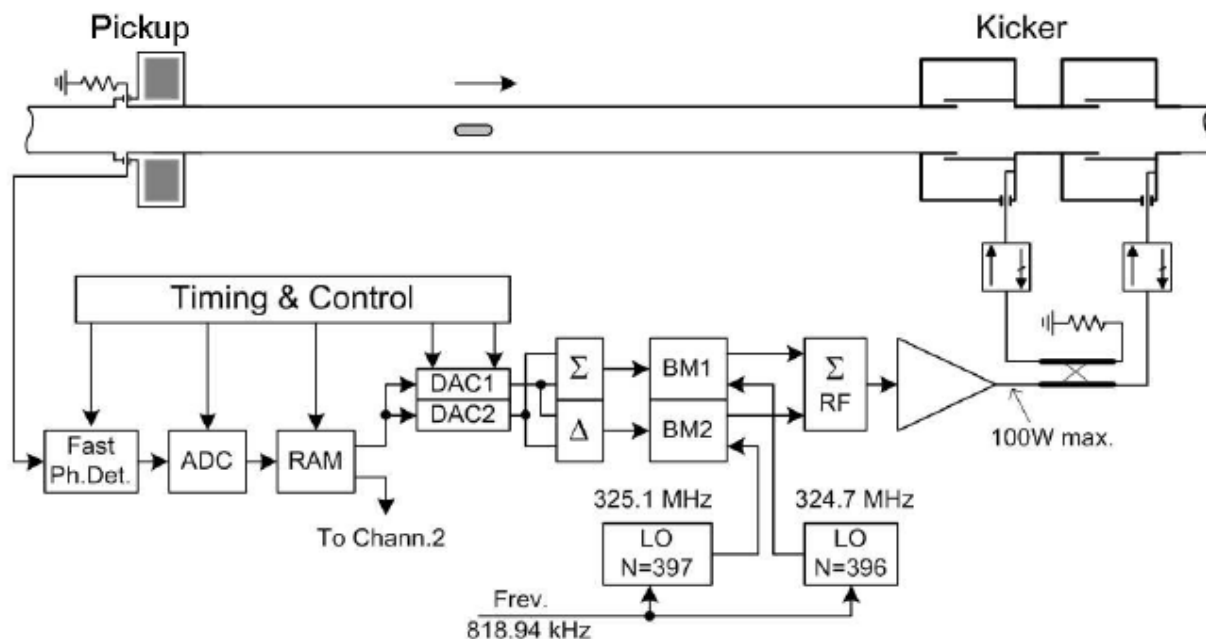 Pickup
Kicker
Timing & Control
Fast
Ph.Det.
ADC
RAM
DAC1
DAC2
Σ
Δ
BM1
BM2
Σ
RF
100W max.
To Chann.2
325.1 MHz
324.7 MHz
LO
N=397
LO
N=396
Frev.
818.94 kHz